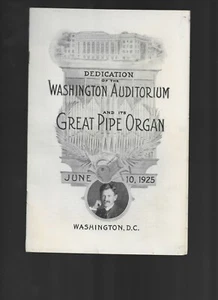 DEDICATION
OF THE
WASHINGTON AUDITORIUM
AND ITS
GREAT PIPE ORGAN
JUNE 10, 1925
WASHINGTON, D.C.